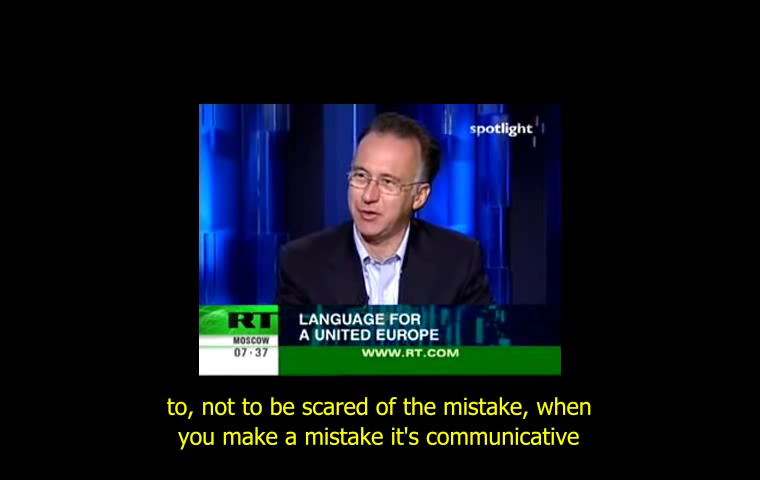 spotlight
RT
MOSCOW
07·37
LANGUAGE FOR
A UNITED EUROPE
WWW.RT.COM
to, not to be scared of the mistake, when
you make a mistake it's communicative